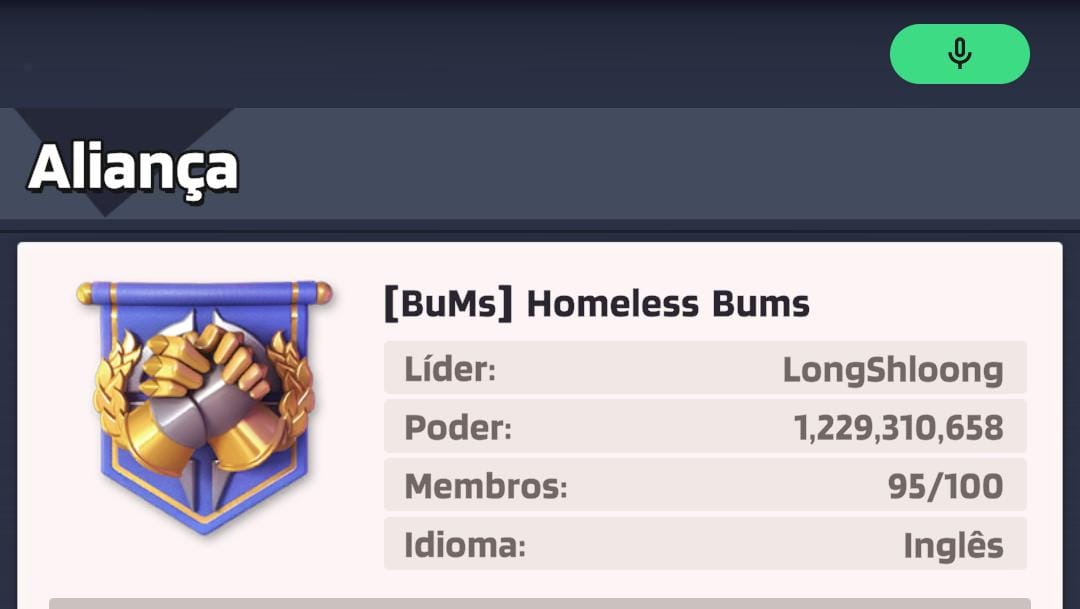 Aliança
[BuMs] Homeless Bums
Líder: LongShloong
Poder: 1,229,310,658
Membros: 95/100
Idioma: Inglês